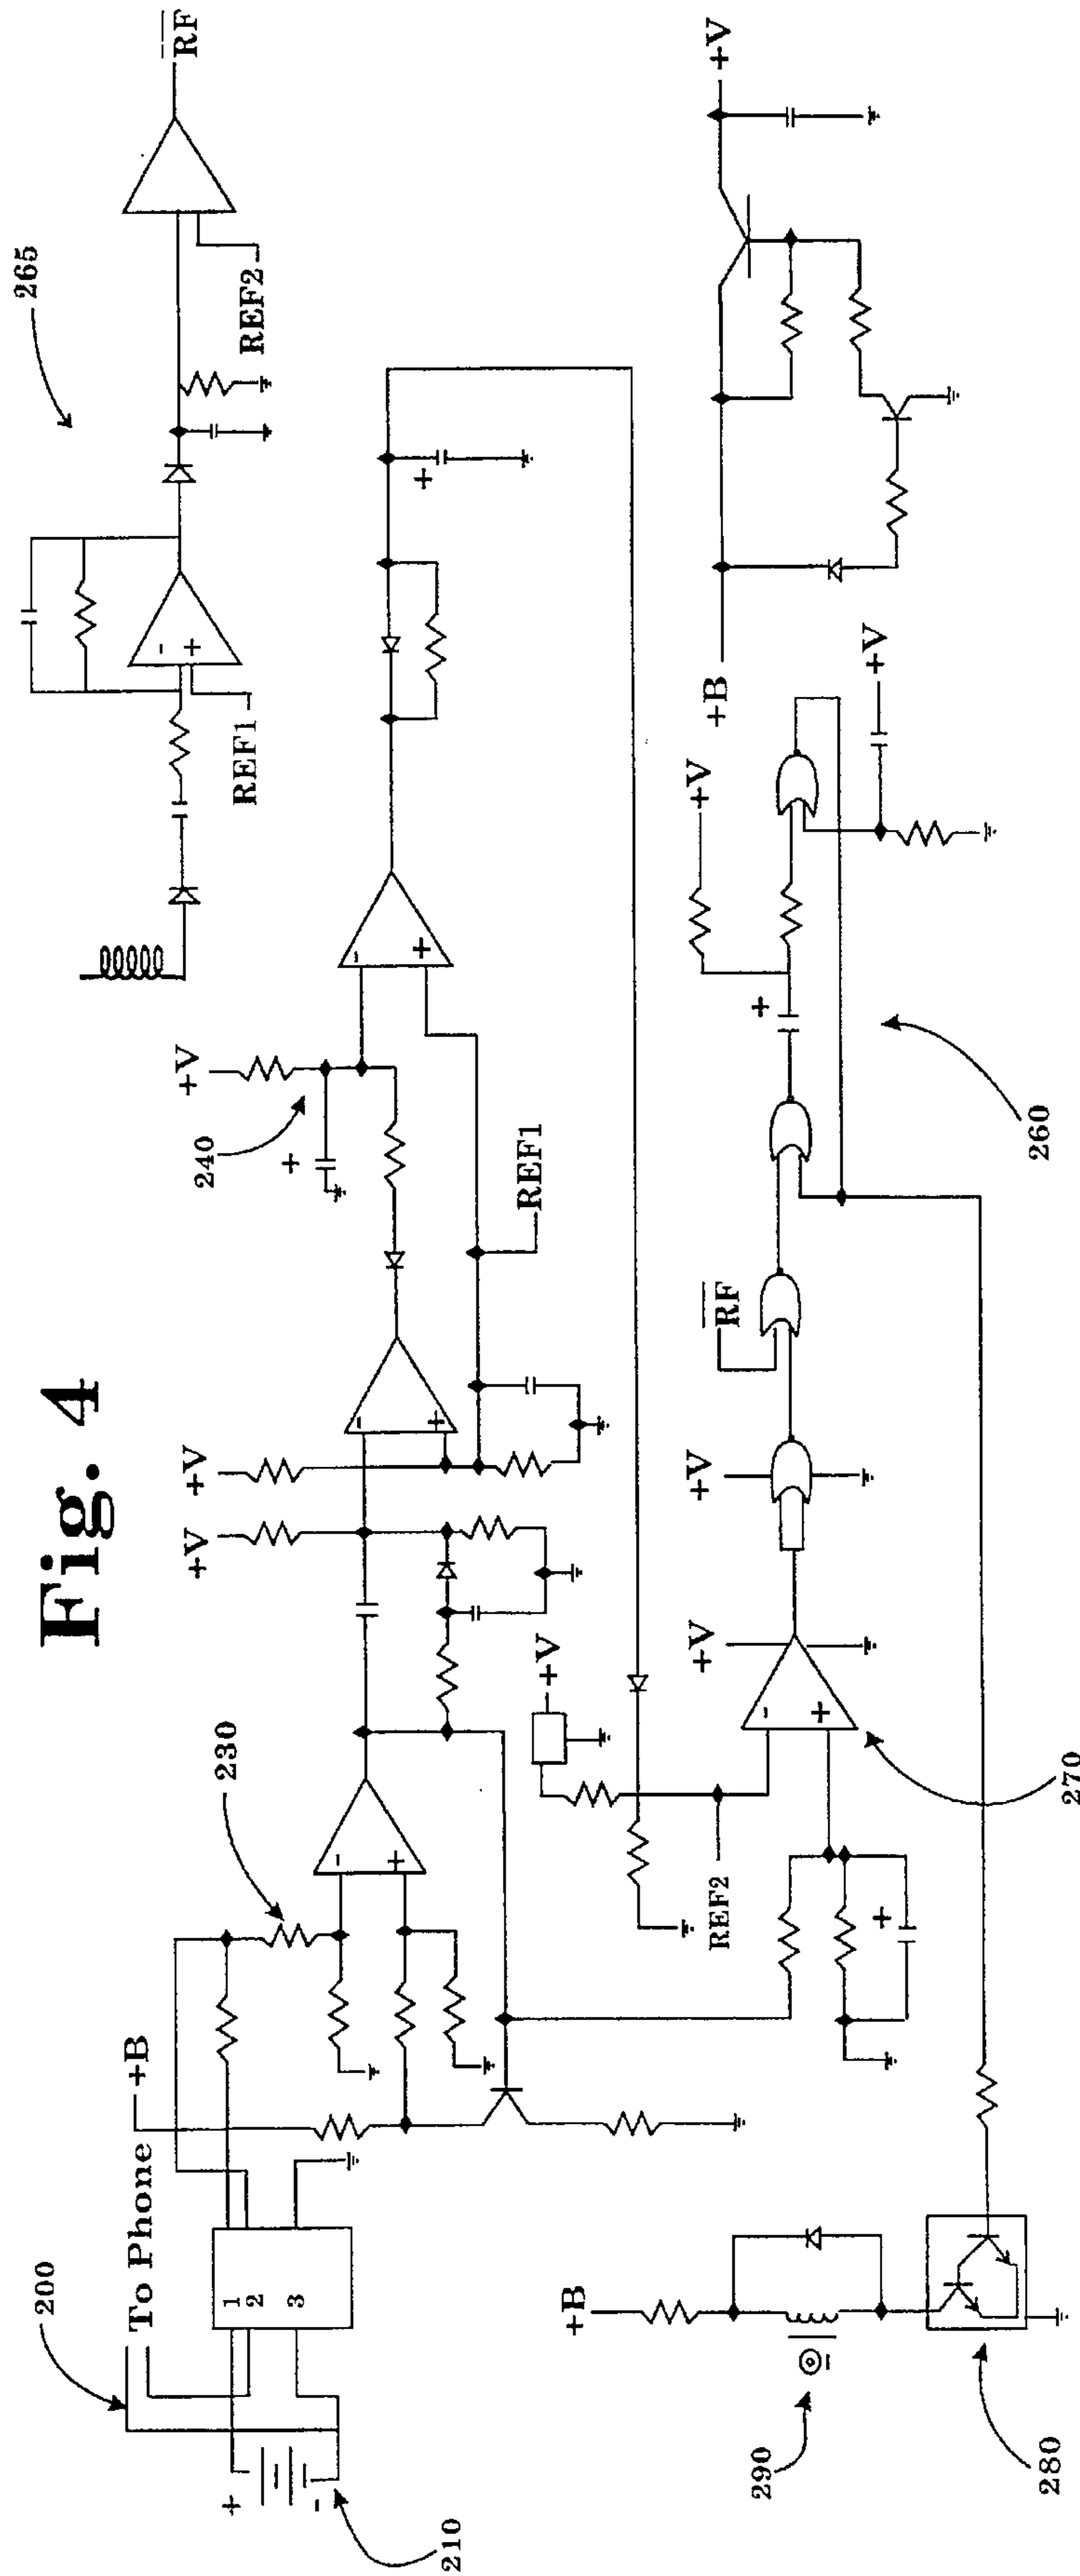 Fig. 4
200
To Phone
+B
1
2
3
+
-
210
230
-
+
+V
+V
-
+
240
+V
+
REF1
-
+
+
265
REF1
-
+
REF2
RF
290
+B
280
REF2
+V
+
-
+
+V
270
+V
RF
260
+
+V
+V
+B
+V